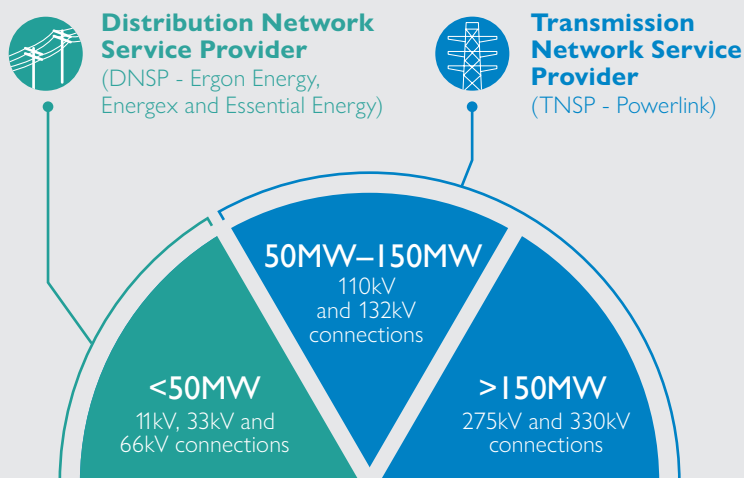 Distribution Network
Service Provider
(DNSP - Ergon Energy,
Energex and Essential Energy)
Transmission
Network Service
Provider
(TNSP - Powerlink)
50MW–150MW
110kV
and 132kV
connections
<50MW
11kV, 33kV and
66kV connections
>150MW
275kV and 330kV
connections